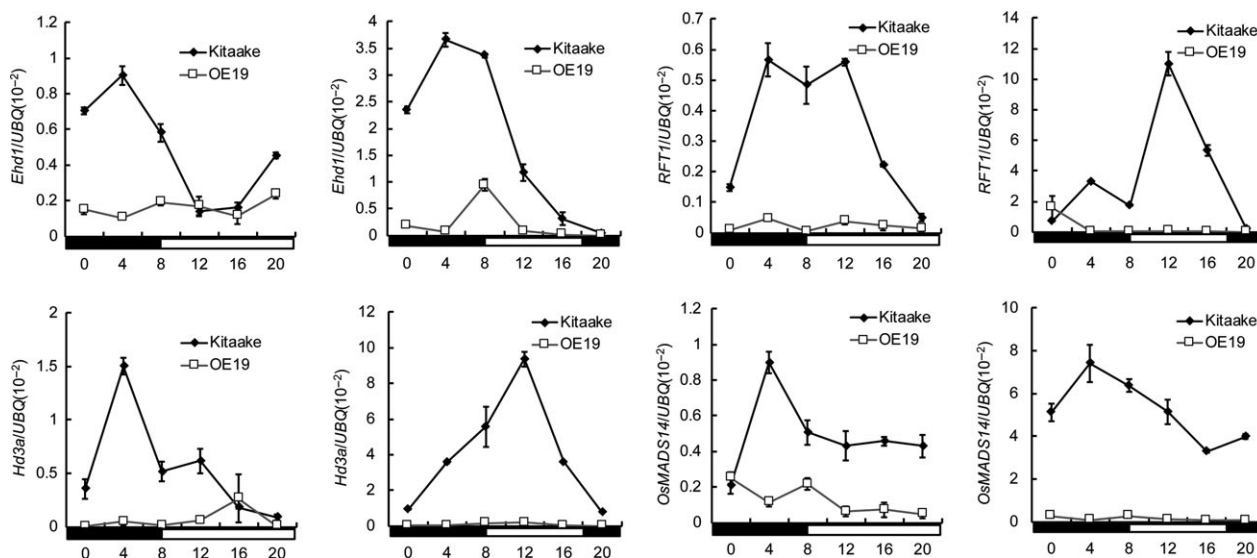 Ehd1/UBQ(10⁻²)
1.2
1
0.8
0.6
0.4
0.2
0
Kitaake
OE19
0 4 8 12 16 20
Ehd1/UBQ(10⁻²)
4
3.5
3
2.5
2
1.5
1
0.5
0
Kitaake
OE19
0 4 8 12 16 20
RFT1/UBQ(10⁻²)
0.7
0.6
0.5
0.4
0.3
0.2
0.1
0
Kitaake
OE19
0 4 8 12 16 20
RFT1/UBQ(10⁻²)
14
12
10
8
6
4
2
0
Kitaake
OE19
0 4 8 12 16 20
Hd3a/UBQ(10⁻²)
2
1.5
1
0.5
0
Kitaake
OE19
0 4 8 12 16 20
Hd3a/UBQ(10⁻²)
12
10
8
6
4
2
0
Kitaake
OE19
0 4 8 12 16 20
OsMADS14/UBQ(10⁻²)
1.2
1
0.8
0.6
0.4
0.2
0
Kitaake
OE19
0 4 8 12 16 20
OsMADS14/UBQ(10⁻²)
10
8
6
4
2
0
Kitaake
OE19
0 4 8 12 16 20